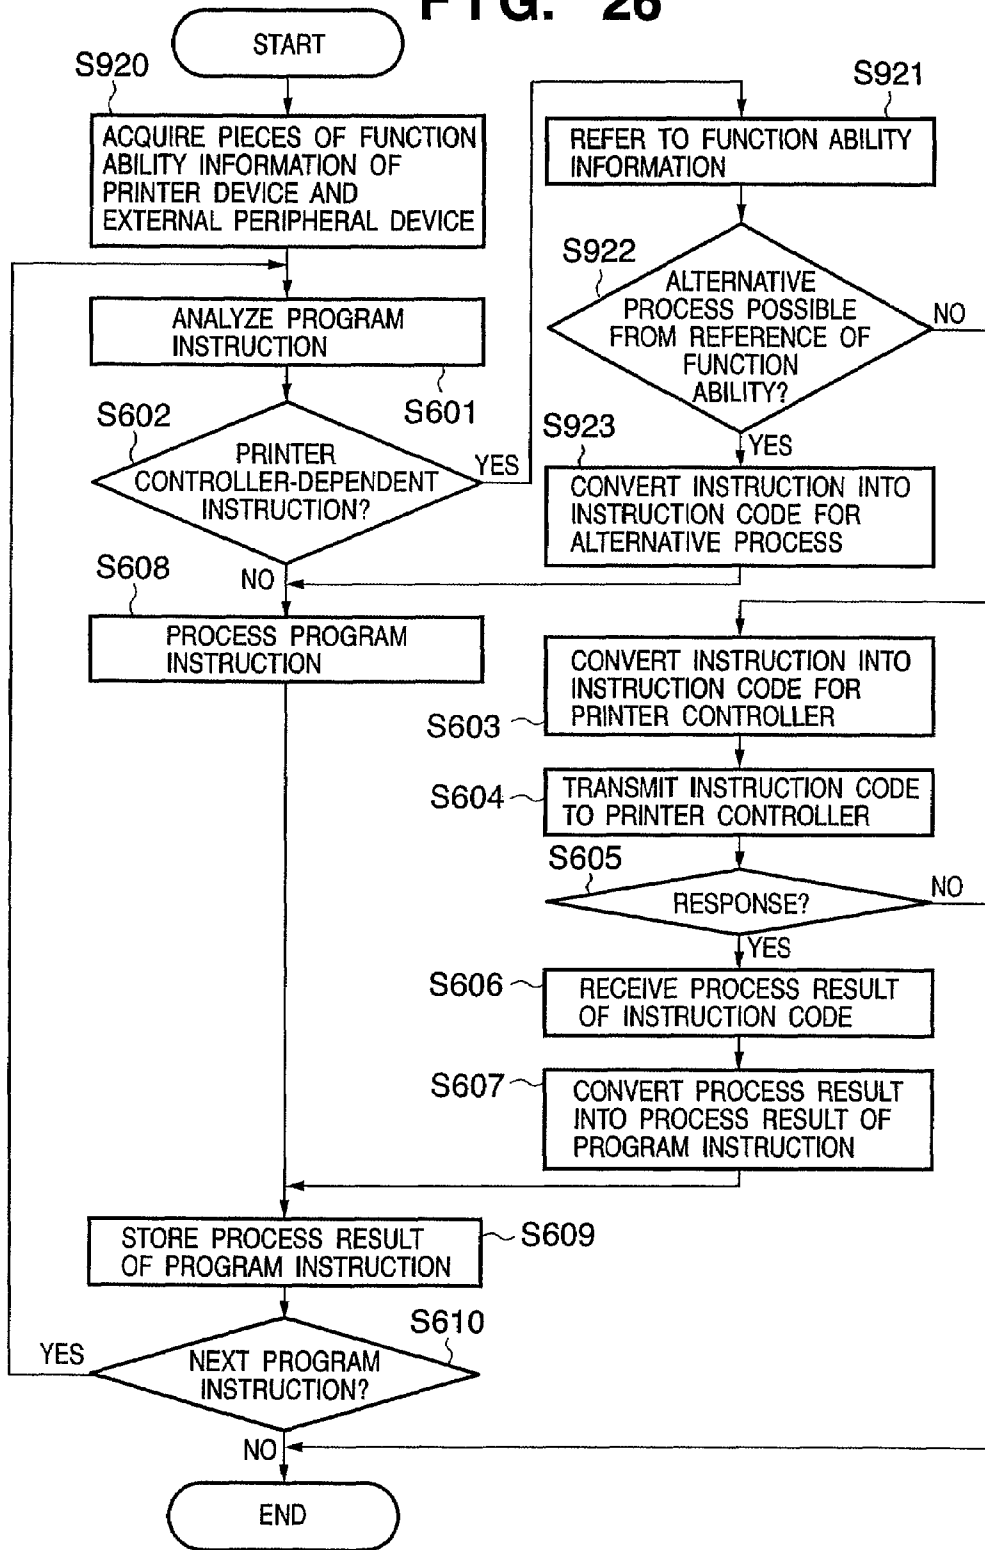 FIG. 26
START
S920
ACQUIRE PIECES OF FUNCTION
ABILITY INFORMATION OF
PRINTER DEVICE AND
EXTERNAL PERIPHERAL DEVICE
ANALYZE PROGRAM
INSTRUCTION
S601
S602
PRINTER
CONTROLLER-DEPENDENT
INSTRUCTION?
YES
NO
S921
REFER TO FUNCTION ABILITY
INFORMATION
S922
ALTERNATIVE
PROCESS POSSIBLE
FROM REFERENCE OF
FUNCTION
ABILITY?
NO
YES
S923
CONVERT INSTRUCTION INTO
INSTRUCTION CODE FOR
ALTERNATIVE PROCESS
S608
PROCESS PROGRAM
INSTRUCTION
CONVERT INSTRUCTION INTO
INSTRUCTION CODE FOR
PRINTER CONTROLLER
S603
S604
TRANSMIT INSTRUCTION CODE
TO PRINTER CONTROLLER
S605
RESPONSE?
NO
YES
S606
RECEIVE PROCESS RESULT
OF INSTRUCTION CODE
S607
CONVERT PROCESS RESULT
INTO PROCESS RESULT OF
PROGRAM INSTRUCTION
STORE PROCESS RESULT
OF PROGRAM INSTRUCTION
S609
S610
NEXT PROGRAM
INSTRUCTION?
YES
NO
END